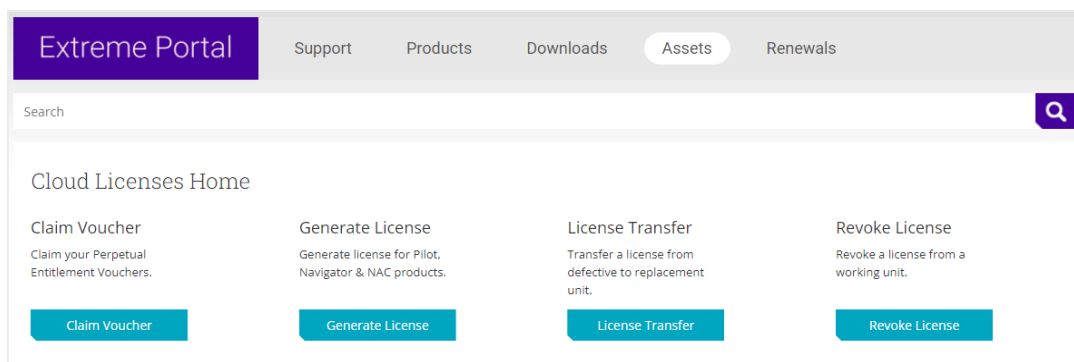 Extreme Portal
Support
Products
Downloads
Assets
Renewals
Search
Cloud Licenses Home
Claim Voucher
Claim your Perpetual
Entitlement Vouchers.
Claim Voucher
Generate License
Generate license for Pilot,
Navigator & NAC products.
Generate License
License Transfer
Transfer a license from
defective to replacement
unit.
License Transfer
Revoke License
Revoke a license from a
working unit.
Revoke License